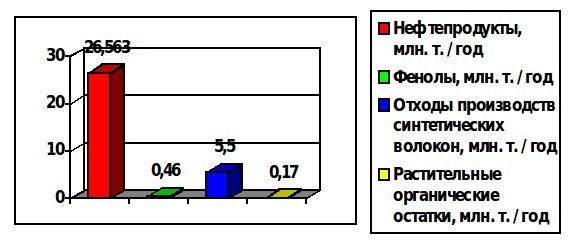 26,563
30
20
10
0
0,46
5,5
0,17
Нефтепродукты,
млн. т. / год
Фенолы, млн. т. / год
Отходы производств
синтетических
волокон, млн. т. / год
Растительные
органические
остатки, млн. т. / год